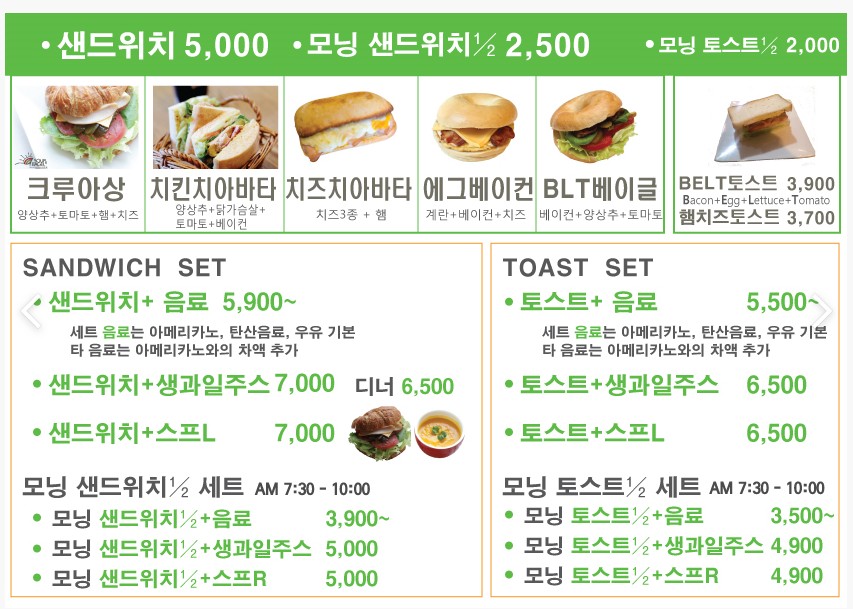 • 샌드위치 5,000 • 모닝 샌드위치½ 2,500 • 모닝 토스트½ 2,000
크루아상
양상추+토마토+햄+치즈
치킨치아바타
양상추+닭가슴살+
토마토+베이컨
치즈치아바타
치즈3종 + 햄
에그베이컨
계란+베이컨+치즈
BLT베이글
베이컨+양상추+토마토
BELT토스트 3,900
Bacon+Egg+Lettuce+Tomato
햄치즈토스트 3,700
SANDWICH SET
• 샌드위치+ 음료 5,900~
세트 음료는 아메리카노, 탄산음료, 우유 기본
타 음료는 아메리카노와의 차액 추가
• 샌드위치+생과일주스 7,000 디너 6,500
• 샌드위치+스프L 7,000
모닝 샌드위치½ 세트 AM 7:30 - 10:00
• 모닝 샌드위치½+음료 3,900~
• 모닝 샌드위치½+생과일주스 5,000
• 모닝 샌드위치½+스프R 5,000
TOAST SET
• 토스트+ 음료 5,500~
세트 음료는 아메리카노, 탄산음료, 우유 기본
타 음료는 아메리카노와의 차액 추가
• 토스트+생과일주스 6,500
• 토스트+스프L 6,500
모닝 토스트½ 세트 AM 7:30 - 10:00
• 모닝 토스트½+음료 3,500~
• 모닝 토스트½+생과일주스 4,900
• 모닝 토스트½+스프R 4,900